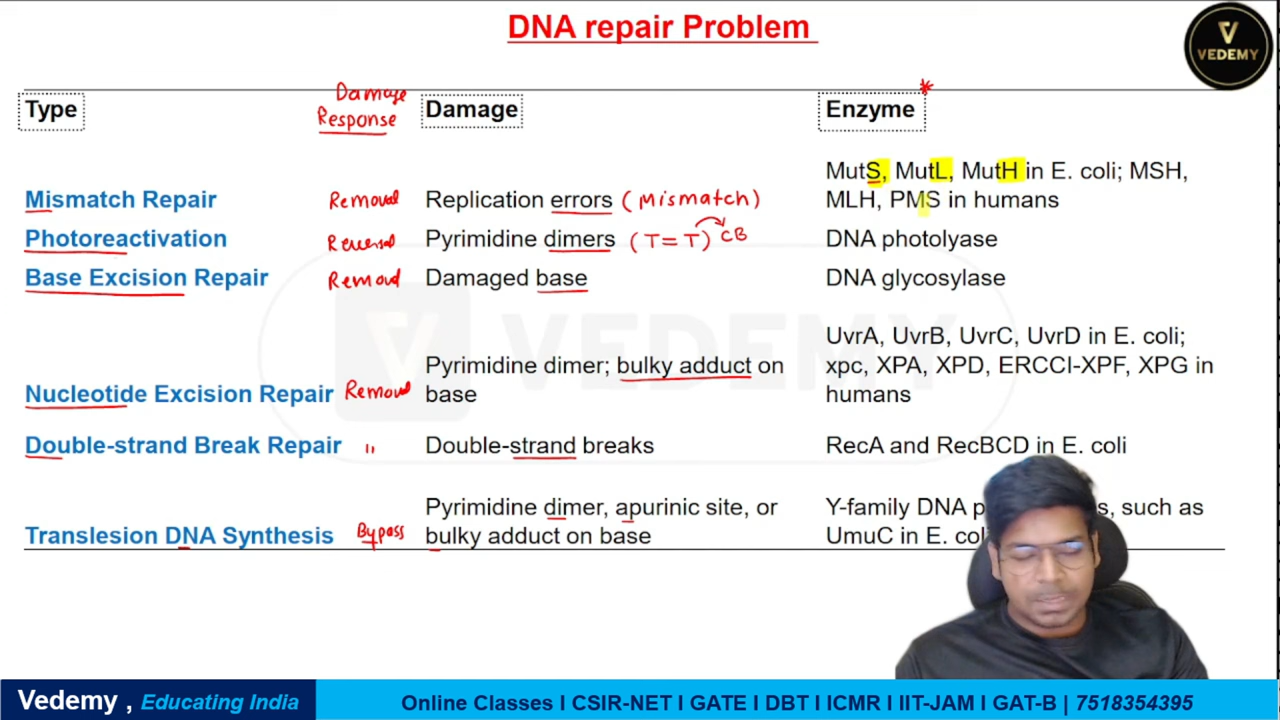 DNA repair Problem
VEDEMY
Type
Damage Response
Damage
Enzyme *
Mismatch Repair
Removal
Replication errors (Mismatch)
MutS, MutL, MutH in E. coli; MSH,
MLH, PMS in humans
Photoreactivation
Reversal
Pyrimidine dimers (T=T) CB
DNA photolyase
Base Excision Repair
Removal
Damaged base
DNA glycosylase
Nucleotide Excision Repair
Removal
Pyrimidine dimer; bulky adduct on
base
UvrA, UvrB, UvrC, UvrD in E. coli;
xpc, XPA, XPD, ERCCI-XPF, XPG in
humans
Double-strand Break Repair
"
Double-strand breaks
RecA and RecBCD in E. coli
Translesion DNA Synthesis
Bypass
Pyrimidine dimer, apurinic site, or
bulky adduct on base
Y-family DNA such as
UmuC in E.
VEDEMY
Vedemy , Educating India
Online Classes I CSIR-NET I GATE I DBT I ICMR I IIT-JAM I GAT-B | 7518354395